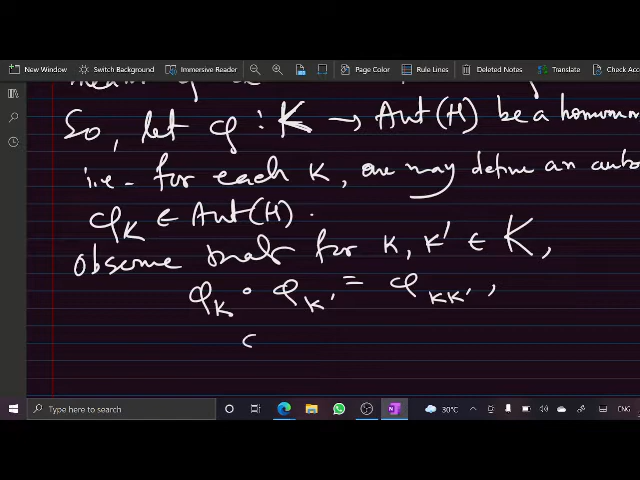 New Window Switch Background Immersive Reader Page Color Rule Lines Deleted Notes Translate Check Acce
So, let φ : K → Aut(H) be a homom
i.e – for each k, one may define an auto
φ_k ∈ Aut(H).
Observe that for k, k' ∈ K,
φ_k ∘ φ_k' = φ_kk' ,
Type here to search 30°C ENG